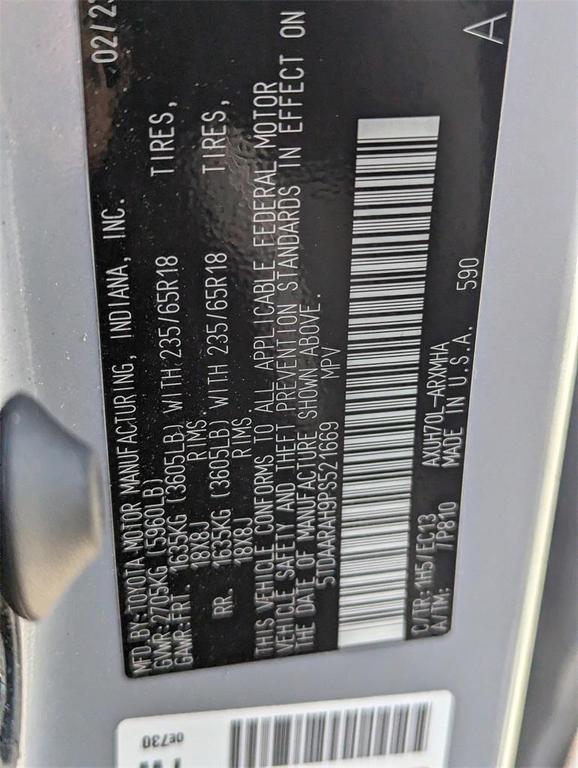 MFD. BY: TOYOTA MOTOR MANUFACTURING, INDIANA, INC. 02/23
GVWR: 2705KG (5960LB)
GAWR: FRT 1635KG (3605LB) WITH 235/65R18 TIRES,
18X8J RIMS,
RR. 1635KG (3605LB) WITH 235/65R18 TIRES,
18X8J RIMS
THIS VEHICLE CONFORMS TO ALL APPLICABLE FEDERAL MOTOR
VEHICLE SAFETY AND THEFT PREVENTION STANDARDS IN EFFECT ON
THE DATE OF MANUFACTURE SHOWN ABOVE.
5TDAARAH9PS521669 MPV
C/TR: 1H5/EC13 AXUH70L-ARXMHA
A/TM: /P810 MADE IN U.S.A. 590
A
0E730